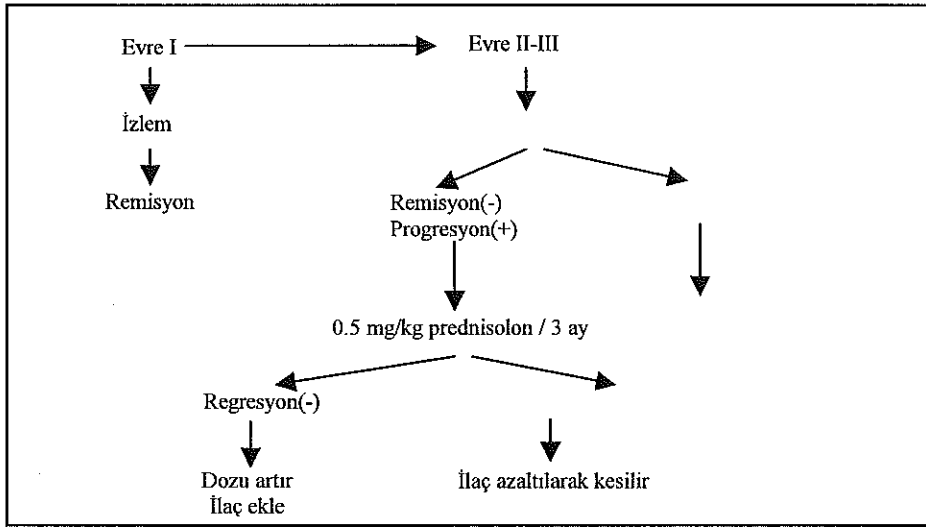 Evre I
Evre II-III
İzlem
Remisyon
Remisyon(-)
Progresyon(+)
0.5 mg/kg prednisolon / 3 ay
Regresyon(-)
Dozu artır
İlaç ekle
İlaç azaltılarak kesilir